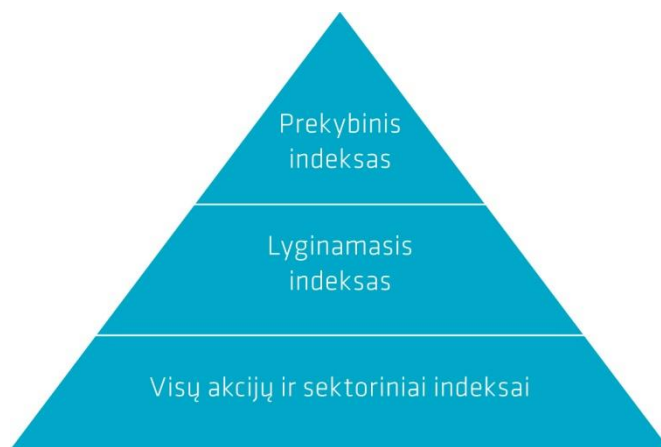 Prekybinis
indeksas
Lyginamasis
indeksas
Visų akcijų ir sektoriniai indeksai